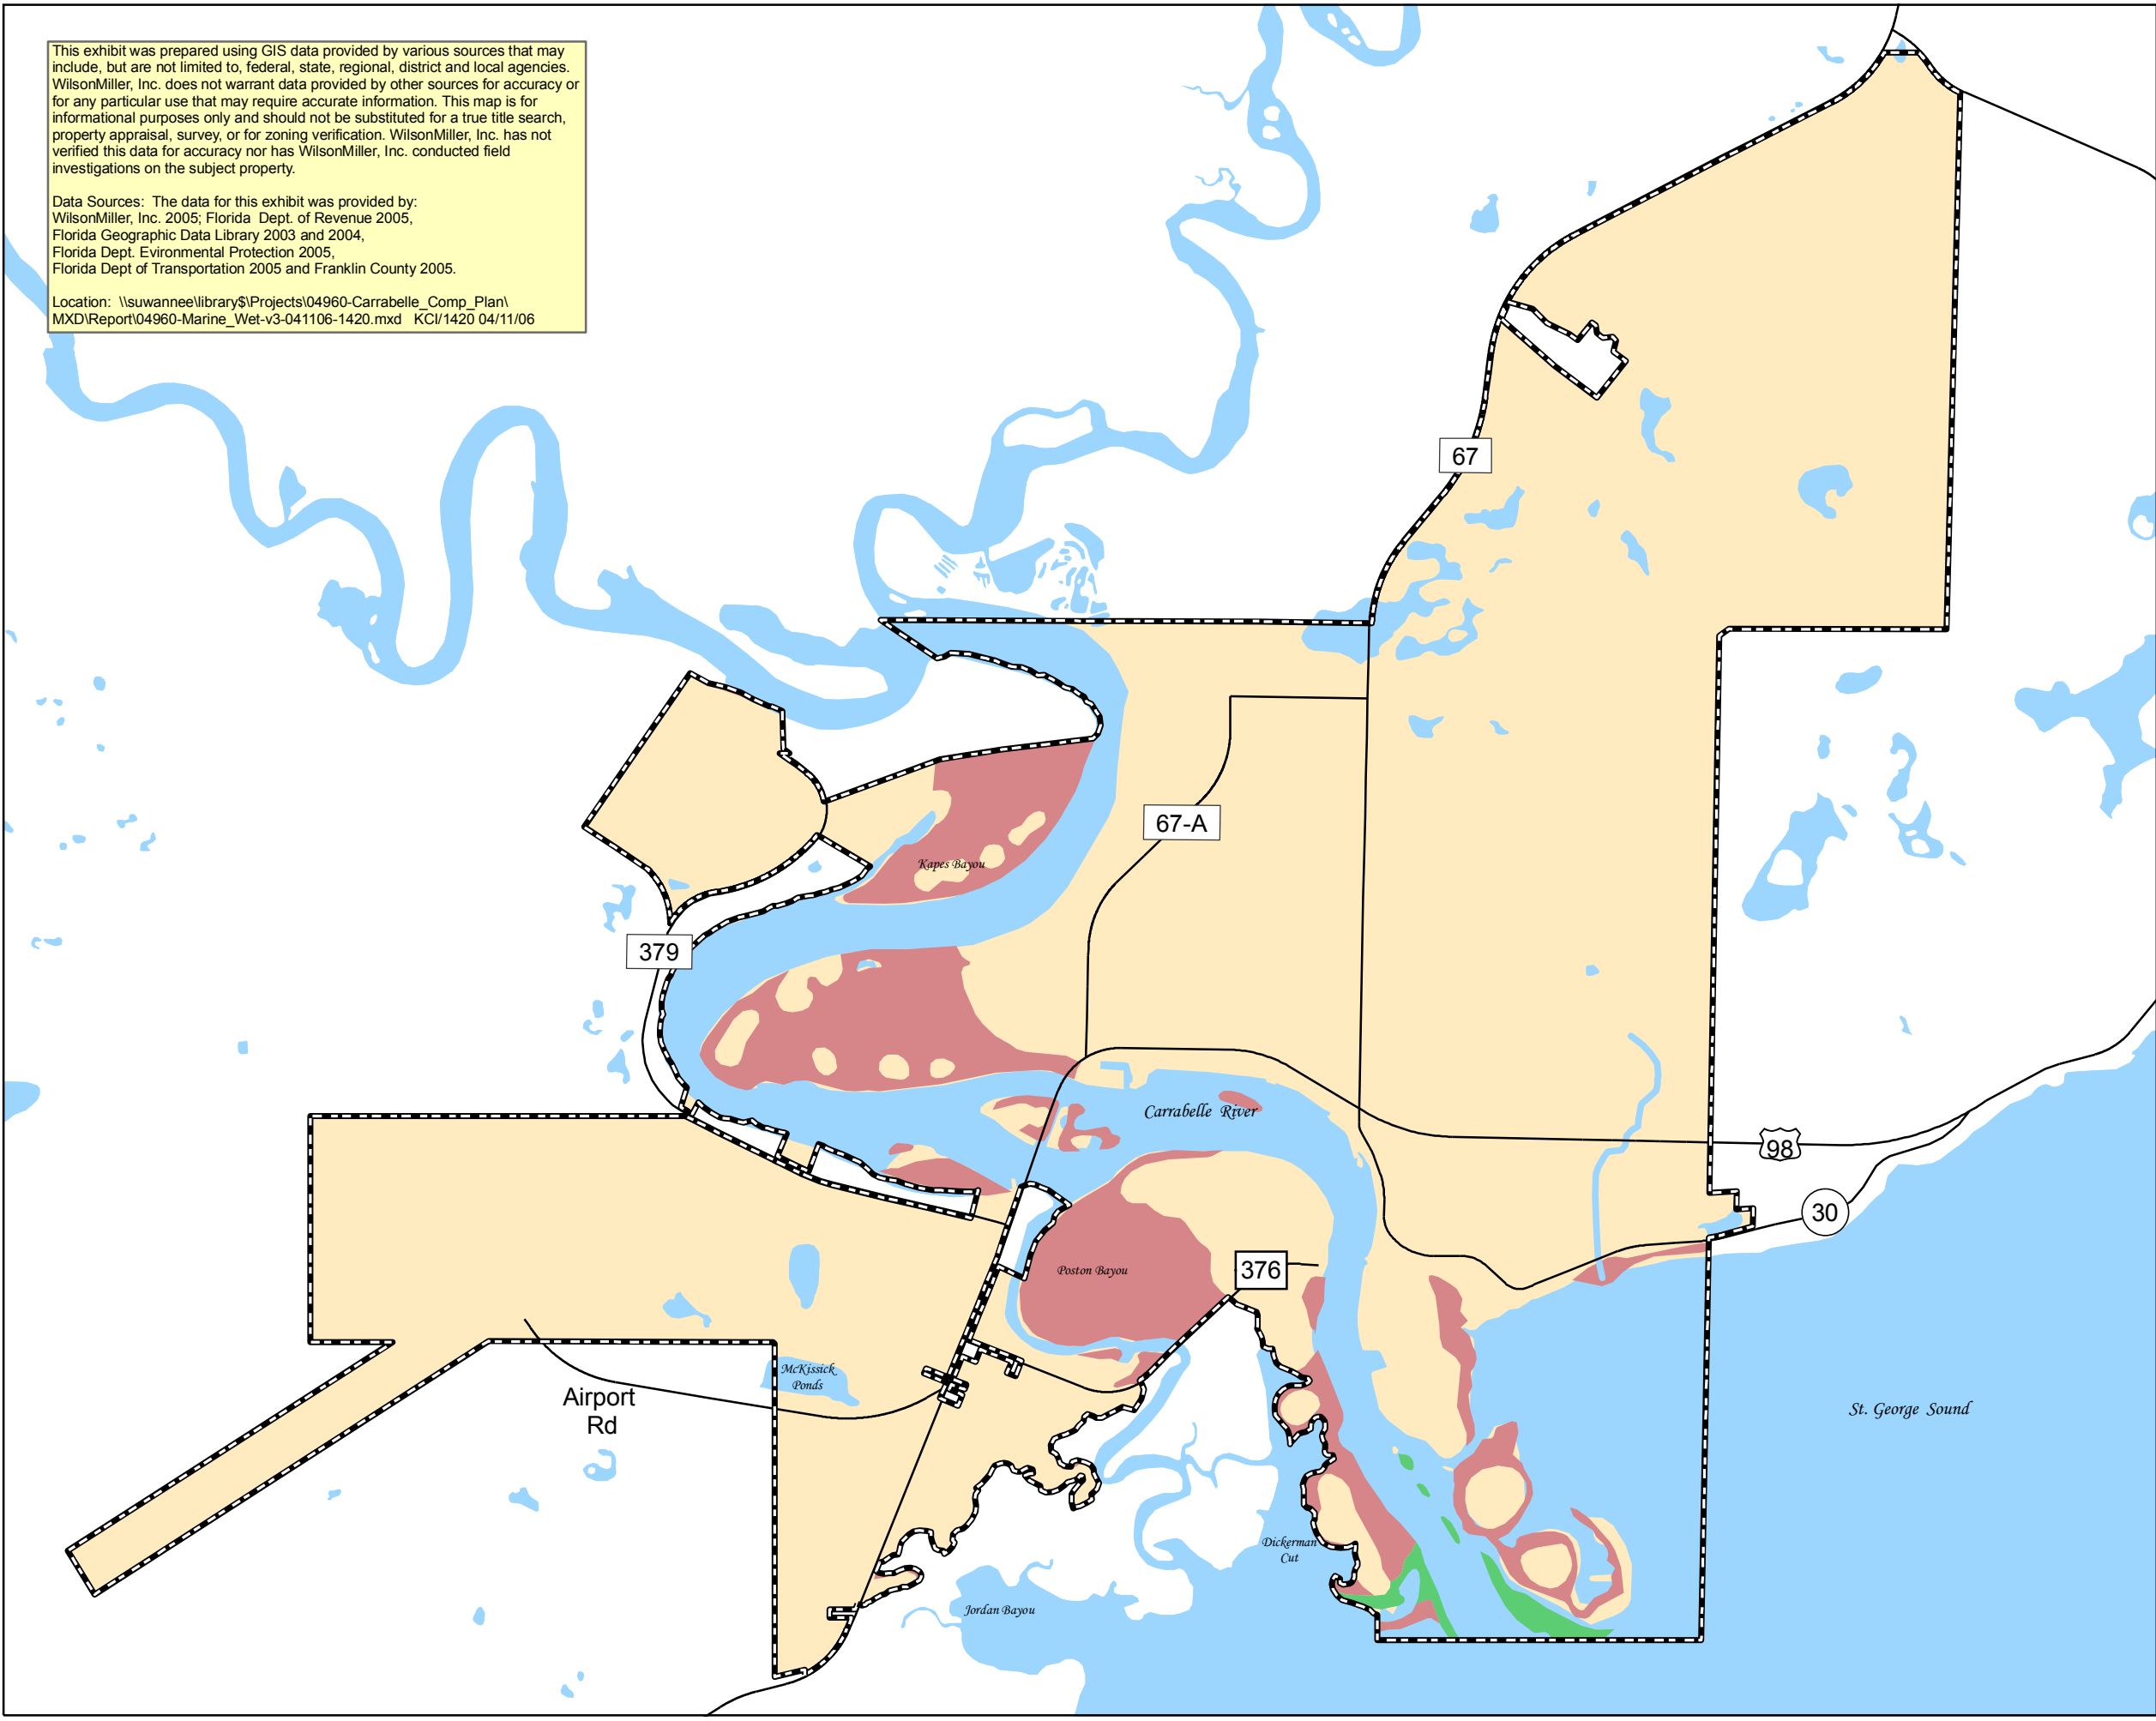 This exhibit was prepared using GIS data provided by various sources that may
include, but are not limited to, federal, state, regional, district and local agencies.
WilsonMiller, Inc. does not warrant data provided by other sources for accuracy or
for any particular use that may require accurate information. This map is for
informational purposes only and should not be substituted for a true title search,
property appraisal, survey, or for zoning verification. WilsonMiller, Inc. has not
verified this data for accuracy nor has WilsonMiller, Inc. conducted field
investigations on the subject property.
Data Sources: The data for this exhibit was provided by:
WilsonMiller, Inc. 2005; Florida Dept. of Revenue 2005,
Florida Geographic Data Library 2003 and 2004,
Florida Dept. Evironmental Protection 2005,
Florida Dept of Transportation 2005 and Franklin County 2005.
Location: \\suwannee\library$\Projects\04960-Carrabelle_Comp_Plan\
MXD\Report\04960-Marine_Wet-v3-041106-1420.mxd KCI/1420 04/11/06
67
67-A
Kapes Bayou
379
Carrabelle River
98
30
Poston Bayou
376
McKissick
Ponds
Airport
Rd
St. George Sound
Dickerman
Cut
Jordan Bayou